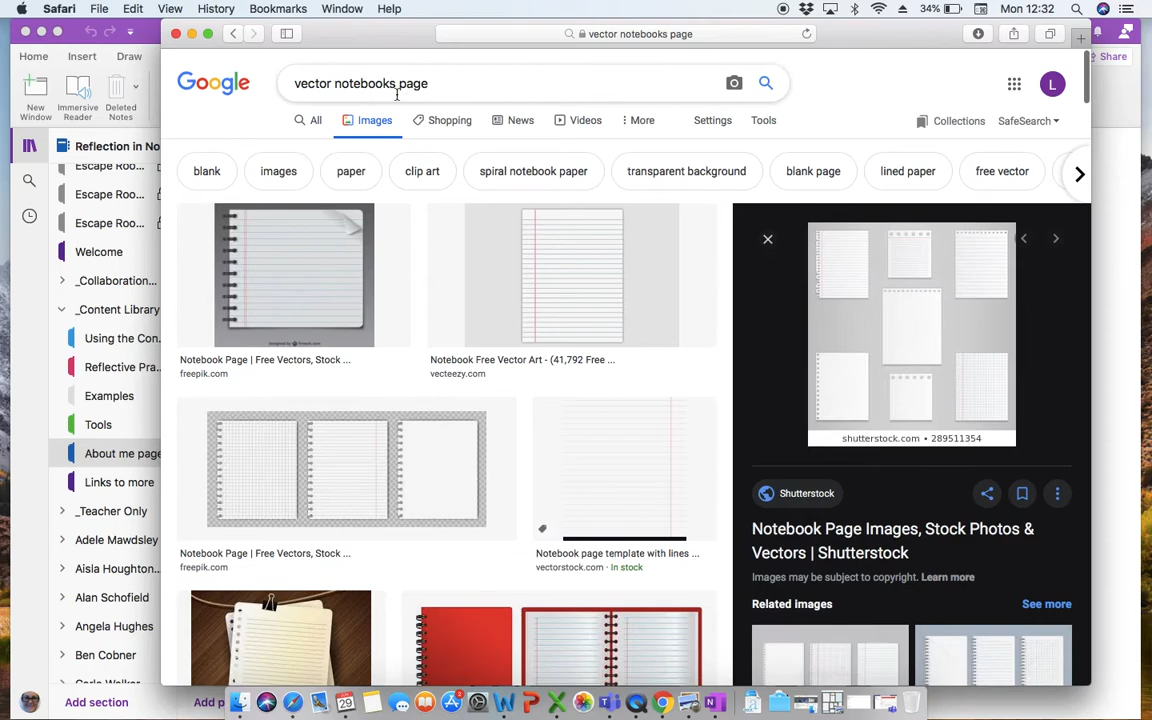 Safari File Edit View History Bookmarks Window Help 34% Mon 12:32
vector notebooks page
Home Insert Draw Share
New Window Immersive Reader Deleted Notes
Google vector notebooks page L
All Images Shopping News Videos More Settings Tools Collections SafeSearch
Reflection in No
Escape Roo...
Escape Roo...
Escape Roo...
Welcome
_Collaboration...
_Content Library
Using the Con.
Reflective Pra.
Examples
Tools
About me page
Links to more
_Teacher Only
Adele Mawdsley
Aisla Houghton...
Alan Schofield
Angela Hughes
Ben Cobner
Add section Add p
blank images paper clip art spiral notebook paper transparent background blank page lined paper free vector
Notebook Page | Free Vectors, Stock ...
freepik.com
Notebook Free Vector Art - (41,792 Free ...
vecteezy.com
Notebook Page | Free Vectors, Stock ...
freepik.com
Notebook page template with lines ...
vectorstock.com · In stock
shutterstock.com • 289511354
Shutterstock
Notebook Page Images, Stock Photos &
Vectors | Shutterstock
Images may be subject to copyright. Learn more
Related images See more